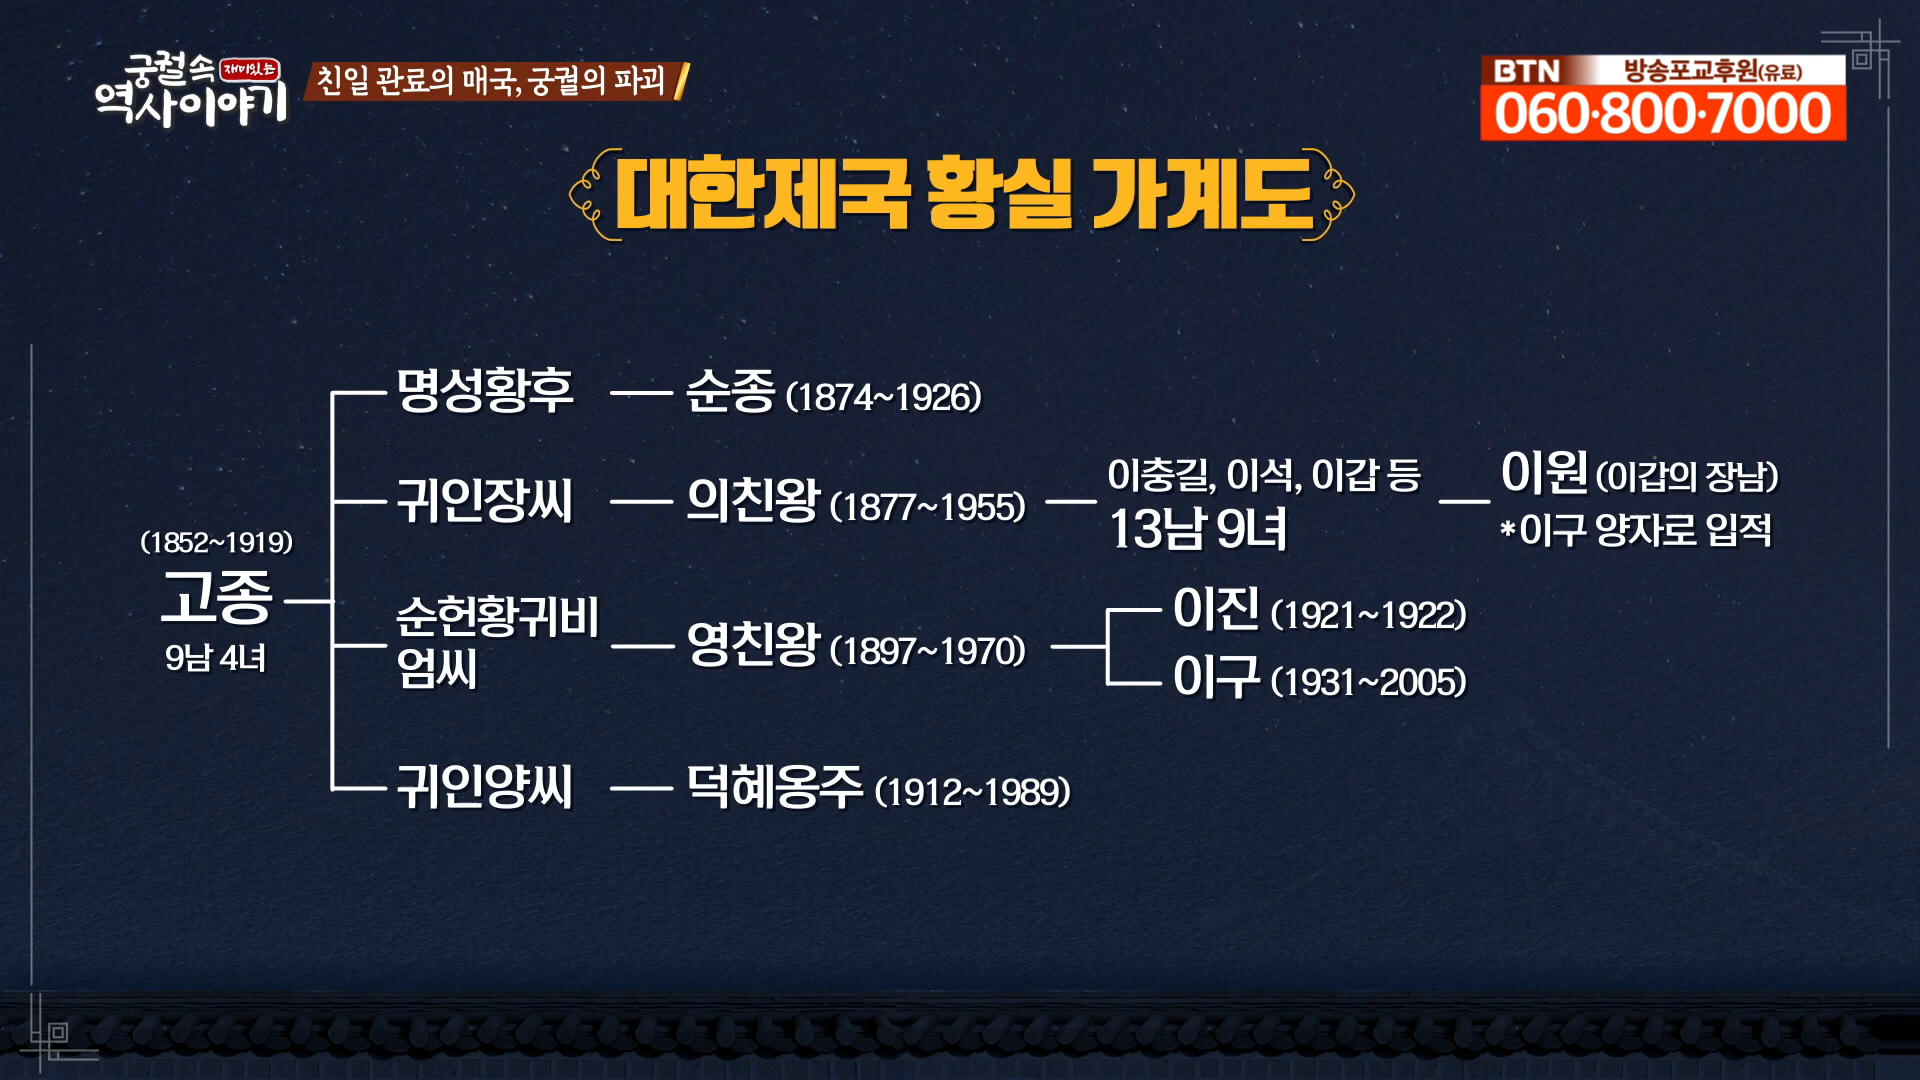 궁궐 속 재미있는
역사이야기
친일 관료의 매국, 궁궐의 파괴
BTN 방송포교후원(유료)
060·800·7000
대한제국 황실 가계도
(1852~1919)
고종
9남 4녀
명성황후 순종 (1874~1926)
귀인장씨 의친왕 (1877~1955)
이충길, 이석, 이갑 등
13남 9녀
이원 (이갑의 장남)
*이구 양자로 입적
순헌황귀비
엄씨
영친왕 (1897~1970)
이진 (1921~1922)
이구 (1931~2005)
귀인양씨 덕혜옹주 (1912~1989)